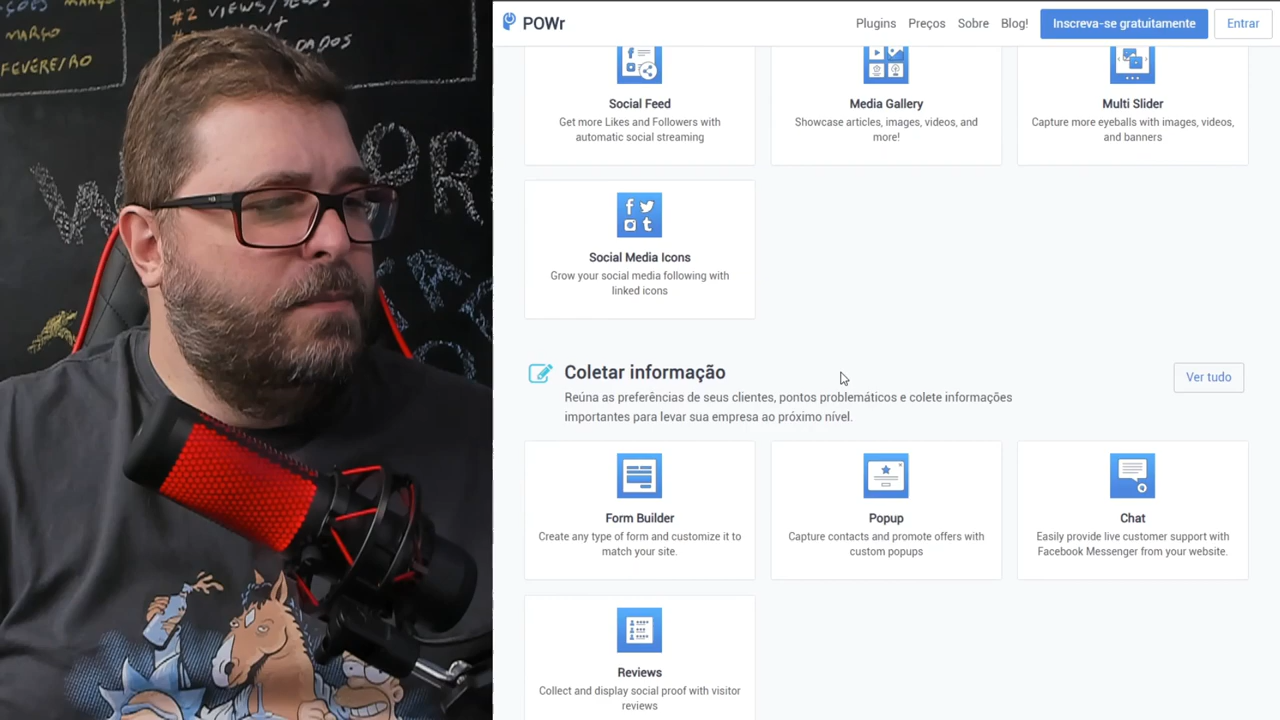 #2 VIEWS/
MARÇO
MARÇO
DADOS
FEVEREIRO
POWr
Plugins
Preços
Sobre
Blog!
Inscreva-se gratuitamente
Entrar
Social Feed
Get more Likes and Followers with
automatic social streaming
Media Gallery
Showcase articles, images, videos, and
more!
Multi Slider
Capture more eyeballs with images, videos,
and banners
Social Media Icons
Grow your social media following with
linked icons
Coletar informação
Reúna as preferências de seus clientes, pontos problemáticos e colete informações
importantes para levar sua empresa ao próximo nível.
Ver tudo
Form Builder
Create any type of form and customize it to
match your site.
Popup
Capture contacts and promote offers with
custom popups
Chat
Easily provide live customer support with
Facebook Messenger from your website.
Reviews
Collect and display social proof with visitor
reviews